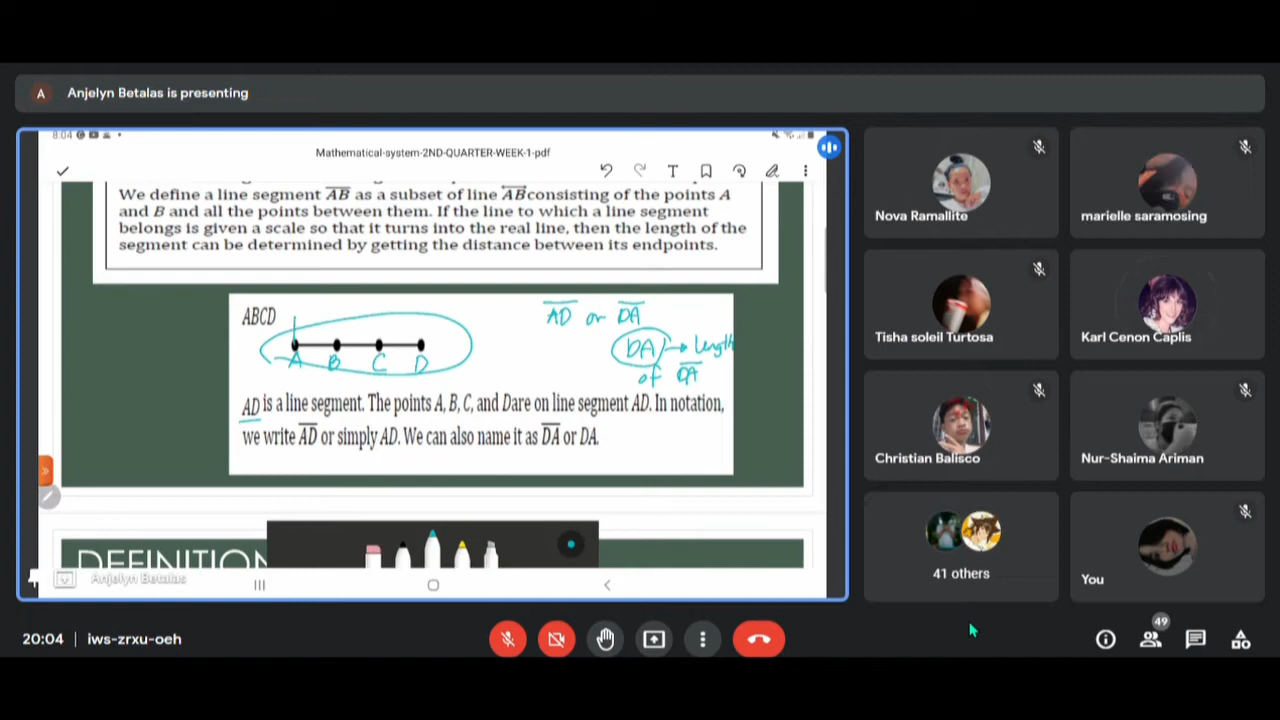 A Anjelyn Betalas is presenting
8:04
Mathematical-system-2ND-QUARTER-WEEK-1-pdf
We define a line segment AB as a subset of line AB consisting of the points A
and B and all the points between them. If the line to which a line segment
belongs is given a scale so that it turns into the real line, then the length of the
segment can be determined by getting the distance between its endpoints.
ABCD
A B C D
AD or DA
DA → length
of DA
AD is a line segment. The points A, B, C, and Dare on line segment AD. In notation,
we write AD or simply AD. We can also name it as DA or DA.
DEFINITION
Anjelyn Betalas
Nova Ramallite
marielle saramosing
Tisha soleil Turtosa
Karl Cenon Caplis
Christian Balisco
Nur-Shaima Ariman
41 others
You
20:04 | iws-zrxu-oeh
49